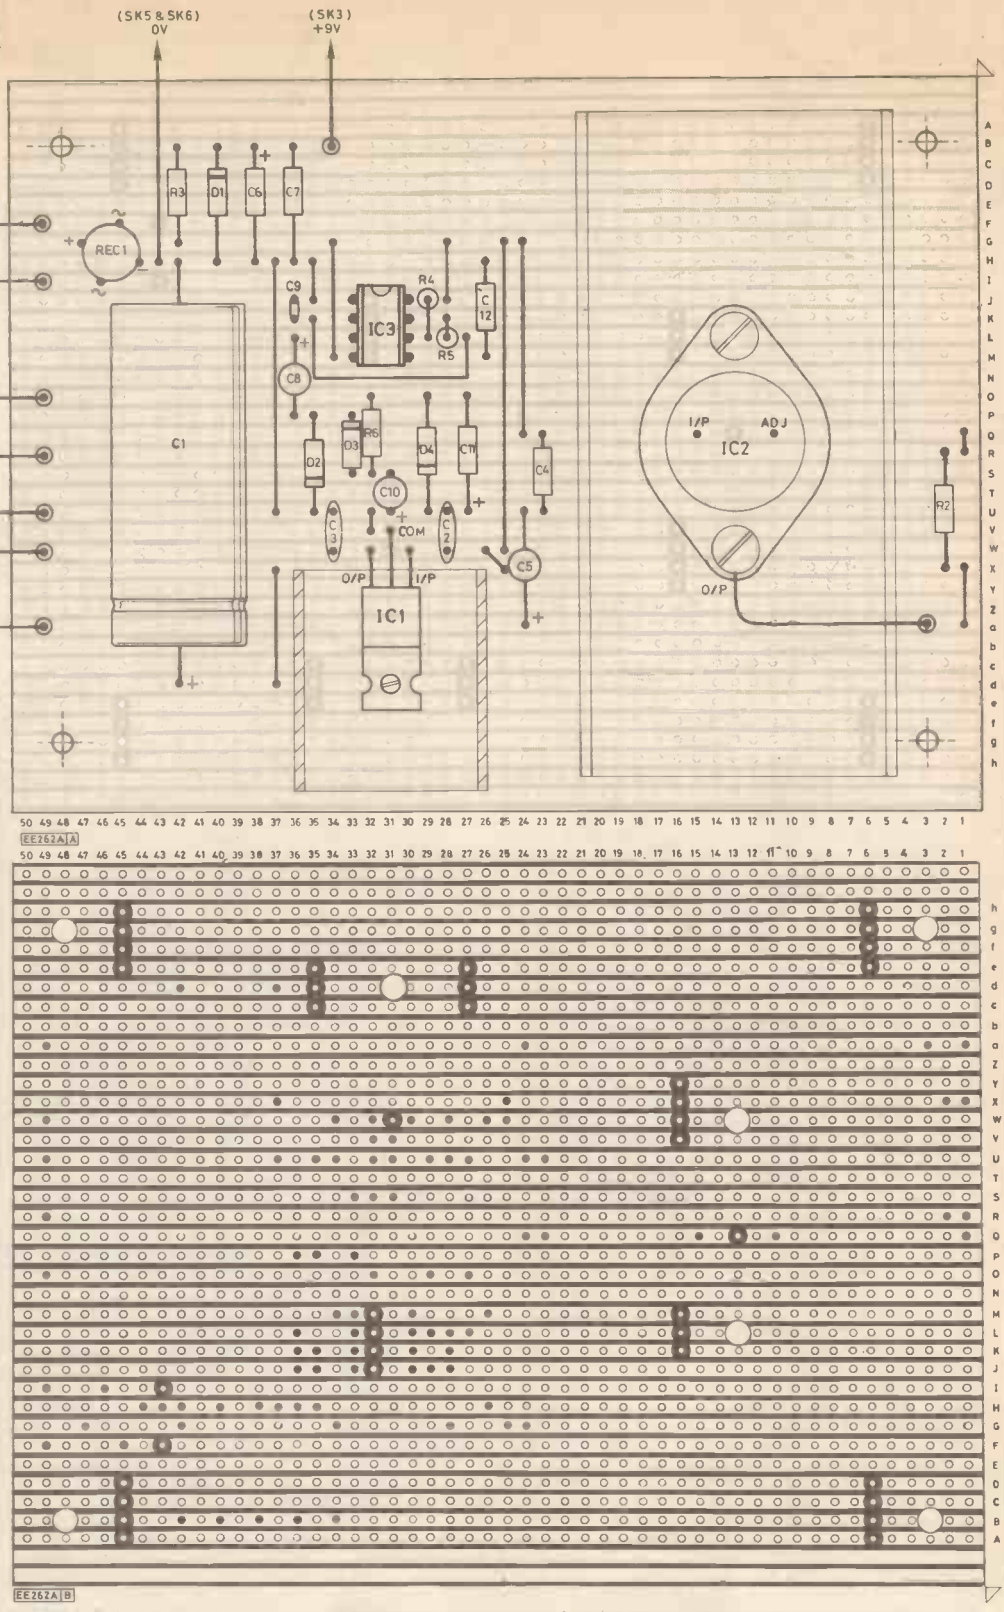 (SK5 & SK6)
0V
(SK3)
+9V
A
B
C
D
E
F
G
H
I
J
K
L
M
N
O
P
Q
R
S
T
U
V
W
X
Y
Z
a
b
c
d
e
f
g
h
R3
D1
+
C6
C7
~
+
REC1
-
~
C9
IC3
R4
C
12
+
R5
C8
C1
I/P
ADJ
IC2
D2
D3
R6
D4
C11
C4
C10
+
R2
C
3
+
COM
C
2
C5
O/P
I/P
O/P
IC1
+
+
50 49 48 47 46 45 44 43 42 41 40 39 38 37 36 35 34 33 32 31 30 29 28 27 26 25 24 23 22 21 20 19 18 17 16 15 14 13 12 11 10 9 8 7 6 5 4 3 2 1
EE262A A
50 49 48 47 46 45 44 43 42 41 40 39 38 37 36 35 34 33 32 31 30 29 28 27 26 25 24 23 22 21 20 19 18 17 16 15 14 13 12 11 10 9 8 7 6 5 4 3 2 1
h
g
f
e
d
c
b
a
Z
Y
X
W
V
U
T
S
R
Q
P
O
N
M
L
K
J
I
H
G
F
E
D
C
B
A
EE262A B